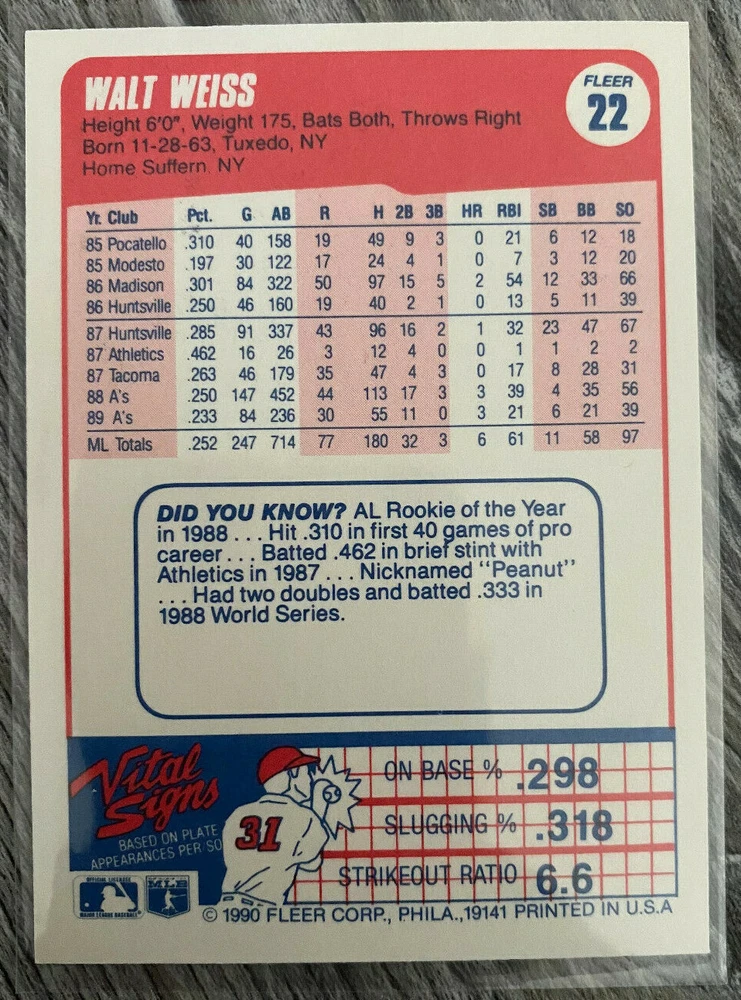 WALT WEISS
FLEER
22
Height 6'0", Weight 175, Bats Both, Throws Right
Born 11-28-63, Tuxedo, NY
Home Suffern, NY
Yr. Club Pct. G AB R H 2B 3B HR RBI SB BB SO
85 Pocatello .310 40 158 19 49 9 3 0 21 6 12 18
85 Modesto .197 30 122 17 24 4 1 0 7 3 12 20
86 Madison .301 84 322 50 97 15 5 2 54 12 33 66
86 Huntsville .250 46 160 19 40 2 1 0 13 5 11 39
87 Huntsville .285 91 337 43 96 16 2 1 32 23 47 67
87 Athletics .462 16 26 3 12 4 0 0 1 1 2 2
87 Tacoma .263 46 179 35 47 4 3 0 17 8 28 31
88 A's .250 147 452 44 113 17 3 3 39 4 35 56
89 A's .233 84 236 30 55 11 0 3 21 6 21 39
ML Totals .252 247 714 77 180 32 3 6 61 11 58 97
DID YOU KNOW? AL Rookie of the Year
in 1988 . . . Hit .310 in first 40 games of pro
career . . . Batted .462 in brief stint with
Athletics in 1987 . . . Nicknamed "Peanut"
. . . Had two doubles and batted .333 in
1988 World Series.
Vital
Signs
BASED ON PLATE
APPEARANCES PER SO
31
ON BASE % .298
SLUGGING % .318
STRIKEOUT RATIO 6.6
OFFICIAL LICENSEE
MAJOR LEAGUE BASEBALL
© 1990 FLEER CORP., PHILA.,19141 PRINTED IN U.S.A